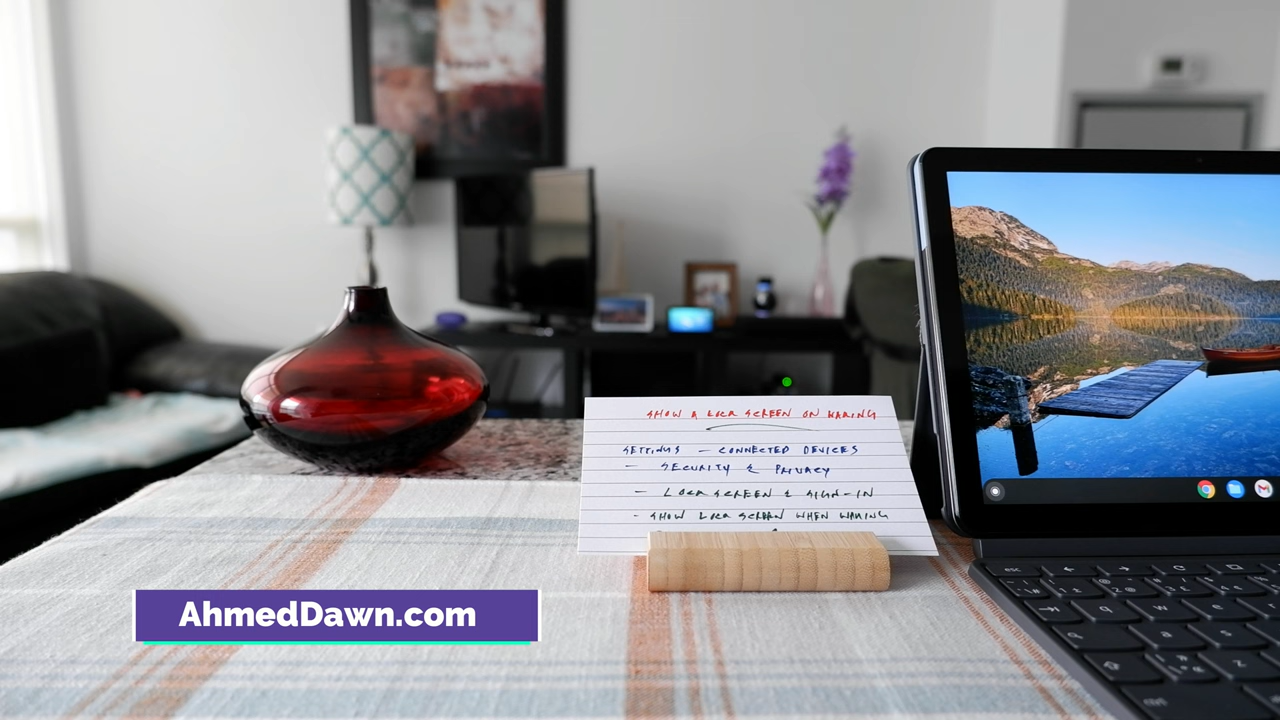 SHOW A LOCK SCREEN ON WAKING
SETTINGS - CONNECTED DEVICES
- SECURITY & PRIVACY
- LOCK SCREEN & SIGN-IN
- SHOW LOCK SCREEN WHEN WAKING
AhmedDawn.com
esc
q w e r
a s